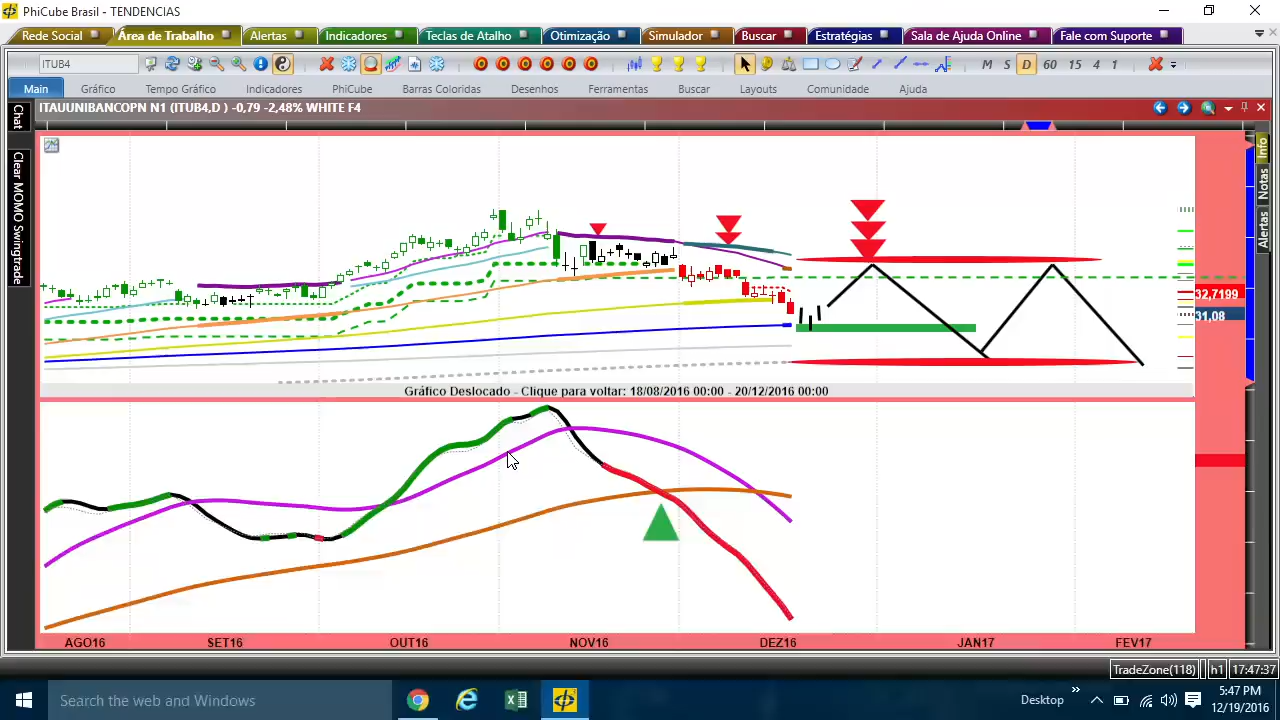 PhiCube Brasil - TENDENCIAS
Rede Social Área de Trabalho Alertas Indicadores Teclas de Atalho Otimização Simulador Buscar Estratégias Sala de Ajuda Online Fale com Suporte
ITUB4 M S D 60 15 4 1
Main Gráfico Tempo Gráfico Indicadores PhiCube Barras Coloridas Desenhos Ferramentas Buscar Layouts Comunidade Ajuda
ITAUUNIBANCOPN N1 (ITUB4,D ) -0,79 -2,48% WHITE F4
Chat
Clear MOMO Swingtrade
Info
Notas
Alertas
32,7199
31,08
Gráfico Deslocado - Clique para voltar: 18/08/2016 00:00 - 20/12/2016 00:00
AGO16 SET16 OUT16 NOV16 DEZ16 JAN17 FEV17
TradeZone(118) h1 17:47:37
Search the web and Windows
Desktop
5:47 PM
12/19/2016